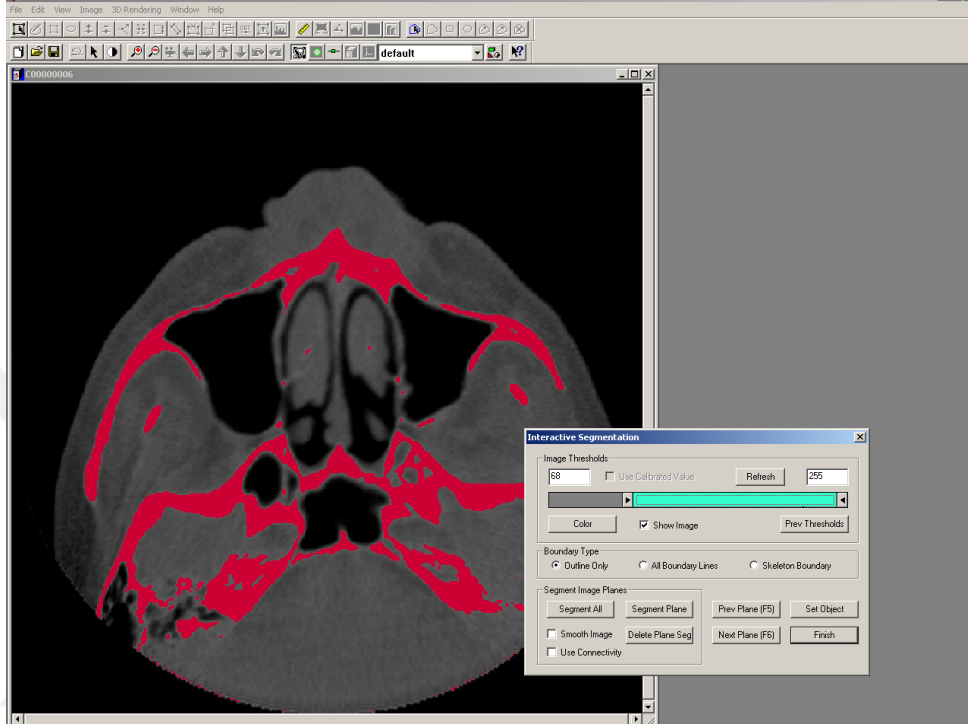 File Edit View Image 3D Rendering Window Help
OUT
default
C00000006
Interactive Segmentation
Image Thresholds
68 Use Calibrated Value Refresh 255
Color Show Image Prev Thresholds
Boundary Type
Outline Only All Boundary Lines Skeleton Boundary
Segment Image Planes
Segment All Segment Plane Prev Plane (F5) Set Object
Smooth Image Delete Plane Seg Next Plane (F6) Finish
Use Connectivity